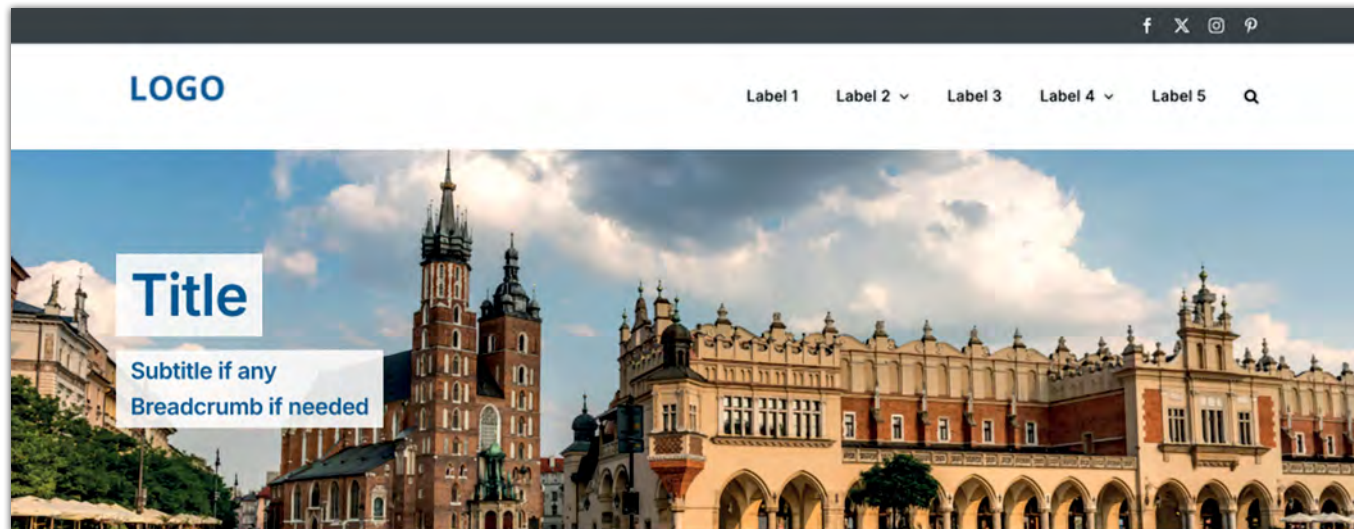 LOGO
Label 1 Label 2 Label 3 Label 4 Label 5
Title
Subtitle if any
Breadcrumb if needed